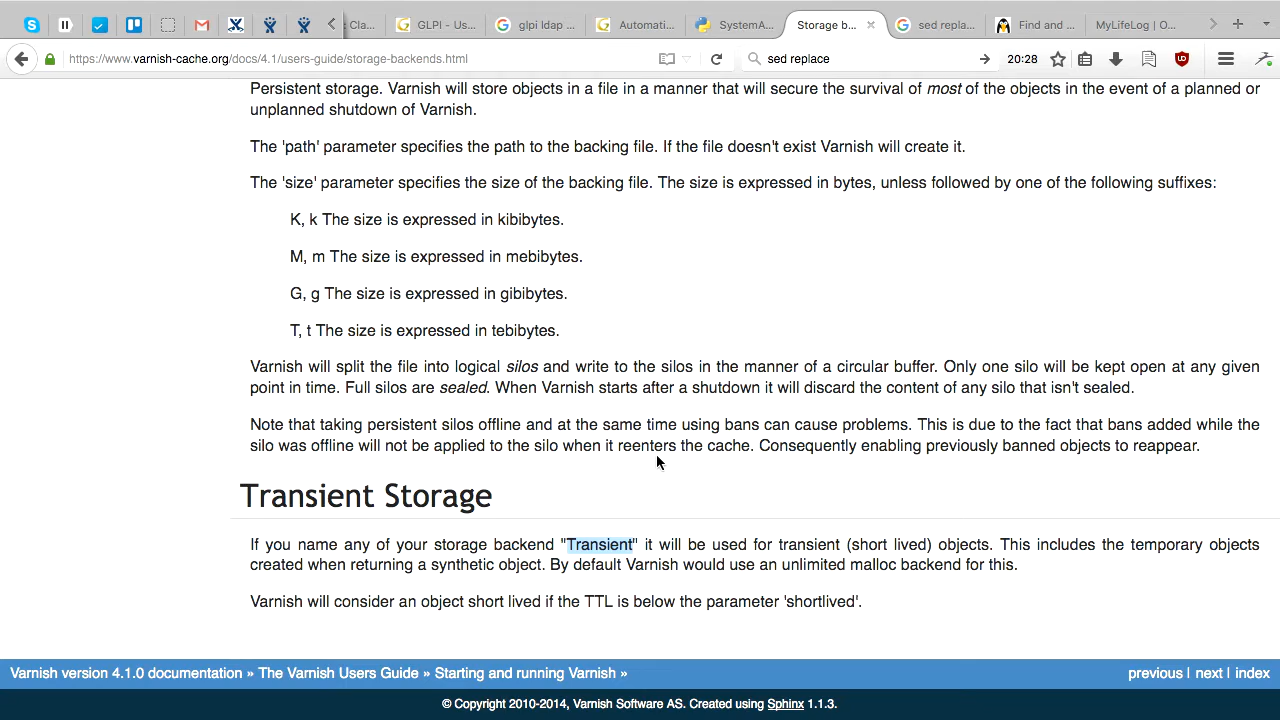 Cla...
GLPI - Us...
glpi ldap ...
Automati...
SystemA...
Storage b...
sed repla...
Find and ...
MyLifeLog | O...
https://www.varnish-cache.org/docs/4.1/users-guide/storage-backends.html
sed replace
20:28
Persistent storage. Varnish will store objects in a file in a manner that will secure the survival of most of the objects in the event of a planned or
unplanned shutdown of Varnish.
The 'path' parameter specifies the path to the backing file. If the file doesn't exist Varnish will create it.
The 'size' parameter specifies the size of the backing file. The size is expressed in bytes, unless followed by one of the following suffixes:
K, k The size is expressed in kibibytes.
M, m The size is expressed in mebibytes.
G, g The size is expressed in gibibytes.
T, t The size is expressed in tebibytes.
Varnish will split the file into logical silos and write to the silos in the manner of a circular buffer. Only one silo will be kept open at any given
point in time. Full silos are sealed. When Varnish starts after a shutdown it will discard the content of any silo that isn't sealed.
Note that taking persistent silos offline and at the same time using bans can cause problems. This is due to the fact that bans added while the
silo was offline will not be applied to the silo when it reenters the cache. Consequently enabling previously banned objects to reappear.
Transient Storage
If you name any of your storage backend "Transient" it will be used for transient (short lived) objects. This includes the temporary objects
created when returning a synthetic object. By default Varnish would use an unlimited malloc backend for this.
Varnish will consider an object short lived if the TTL is below the parameter 'shortlived'.
Varnish version 4.1.0 documentation » The Varnish Users Guide » Starting and running Varnish »
previous | next | index
© Copyright 2010-2014, Varnish Software AS. Created using Sphinx 1.1.3.